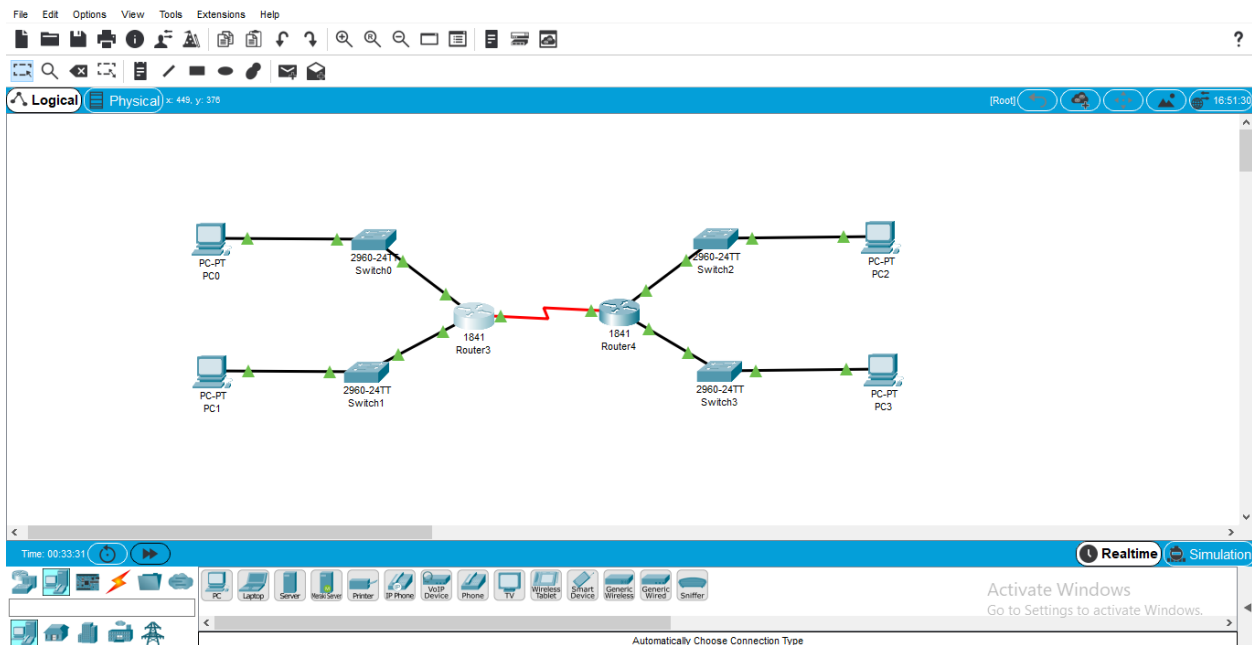 File Edit Options View Tools Extensions Help
?
Logical Physical x: 449, y: 376 [Root] 16:51:30
PC-PT
PC0
2960-24TT
Switch0
2960-24TT
Switch2
PC-PT
PC2
1841
Router3
1841
Router4
PC-PT
PC1
2960-24TT
Switch1
2960-24TT
Switch3
PC-PT
PC3
Time: 00:33:31 Realtime Simulation
PC Laptop Server Meraki Server Printer IP Phone VoIP Device Phone TV Wireless Tablet Smart Device Generic Wireless Generic Wired Sniffer
Activate Windows
Go to Settings to activate Windows.
Automatically Choose Connection Type